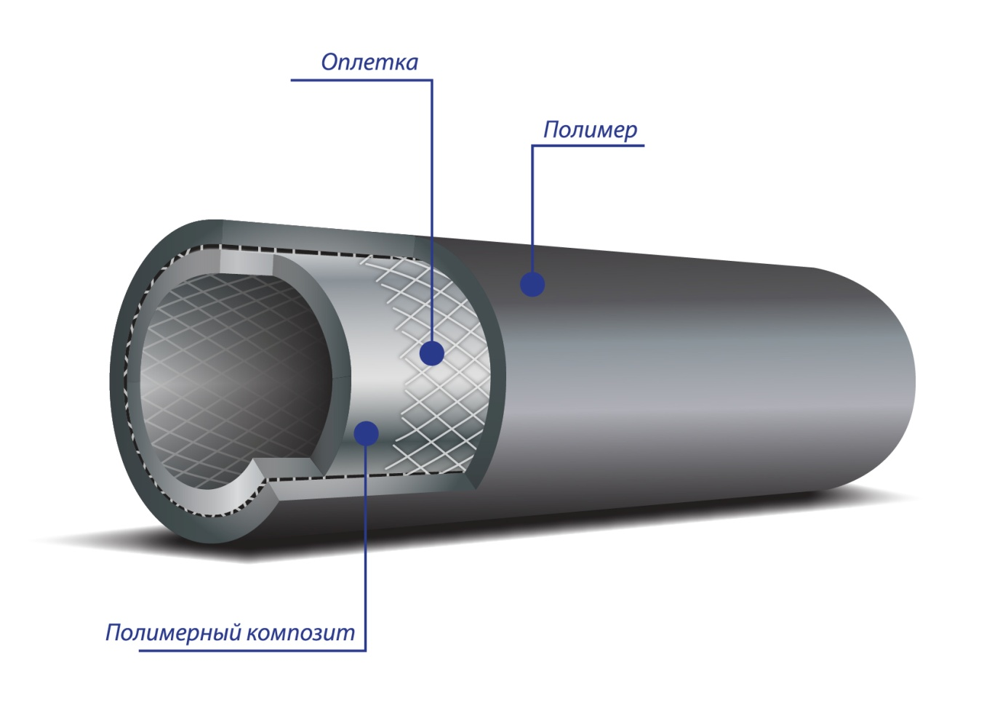 Оплетка
Полимер
Полимерный композит